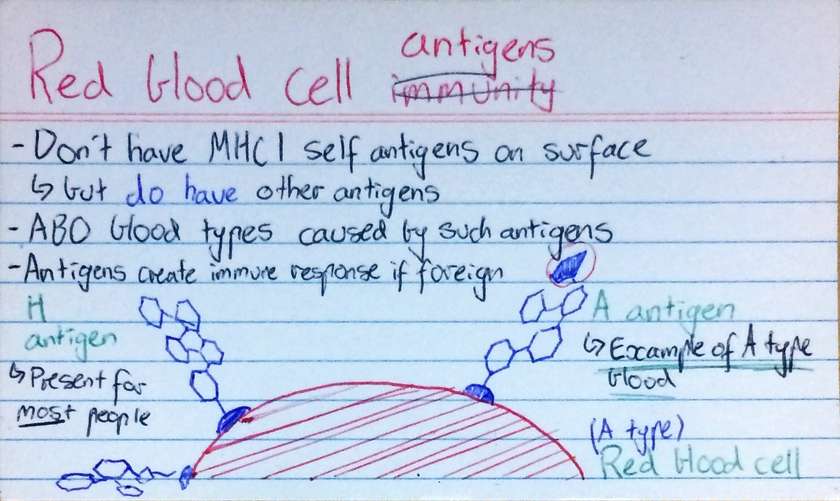 Red blood cell antigens
immunity
- Don't have MHC1 self antigens on surface
↳ but do have other antigens
- ABO blood types caused by such antigens
- Antigens create immune response if foreign
H
antigen
↳ Present for
most people
A antigen
↳ Example of A type
blood
(A type)
Red blood cell